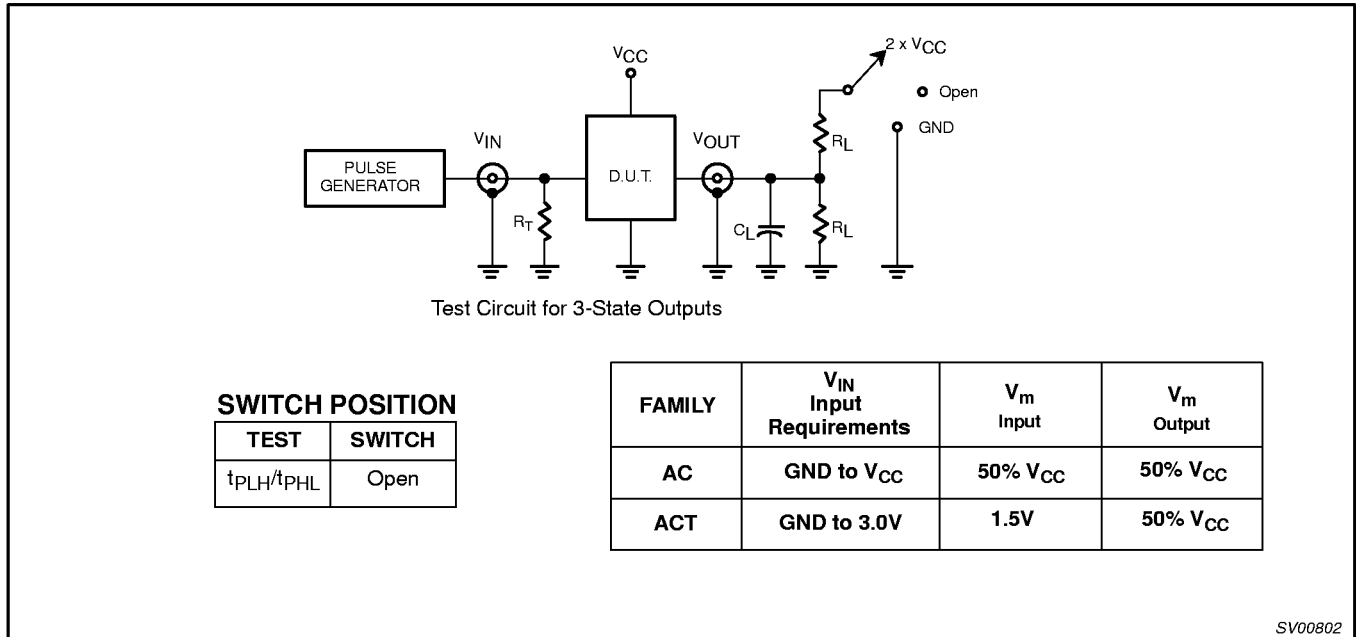 VCC
2 x VCC
Open
GND
VIN
VOUT
RL
PULSE
GENERATOR
D.U.T.
RT
CL
RL
Test Circuit for 3-State Outputs
SWITCH POSITION
TEST SWITCH
tPLH/tPHL Open
FAMILY VIN Input Requirements Vm Input Vm Output
AC GND to VCC 50% VCC 50% VCC
ACT GND to 3.0V 1.5V 50% VCC
SV00802